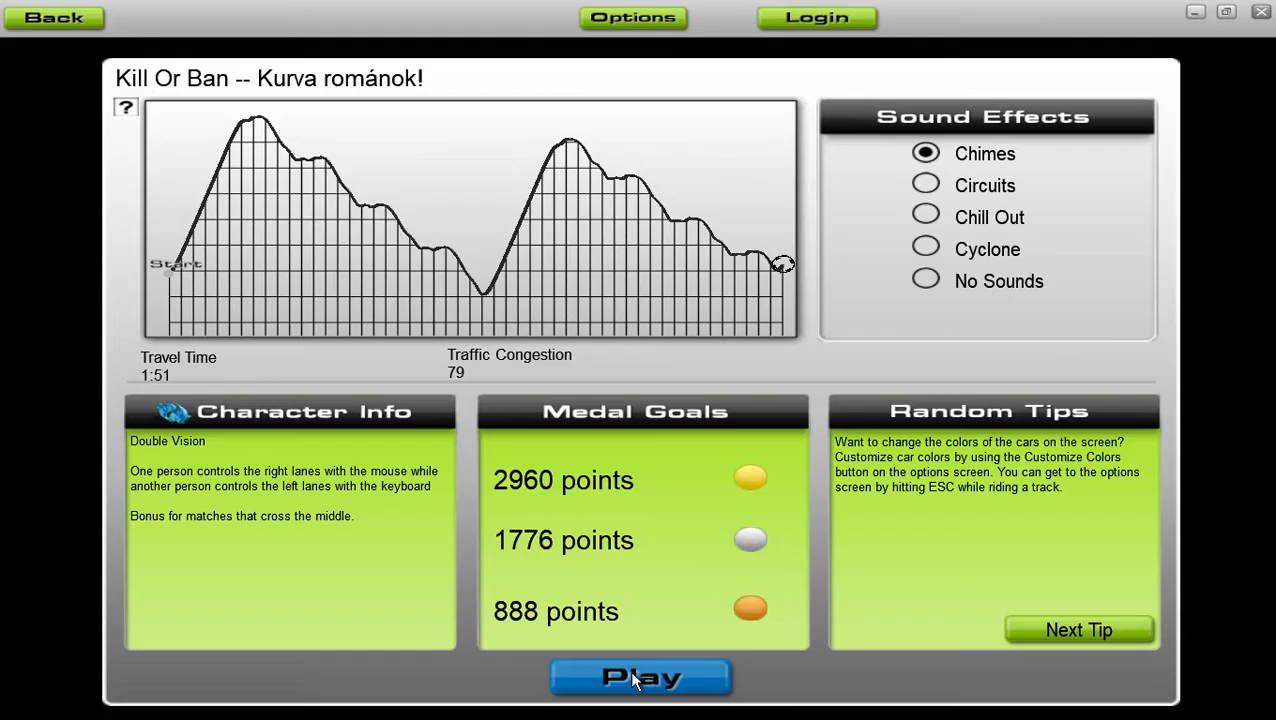 Back
Options
Login
Kill Or Ban -- Kurva románok!
?
Start
Sound Effects
Chimes
Circuits
Chill Out
Cyclone
No Sounds
Travel Time
1:51
Traffic Congestion
79
Character Info
Double Vision
One person controls the right lanes with the mouse while
another person controls the left lanes with the keyboard
Bonus for matches that cross the middle.
Medal Goals
2960 points
1776 points
888 points
Random Tips
Want to change the colors of the cars on the screen?
Customize car colors by using the Customize Colors
button on the options screen. You can get to the options
screen by hitting ESC while riding a track.
Next Tip
Play